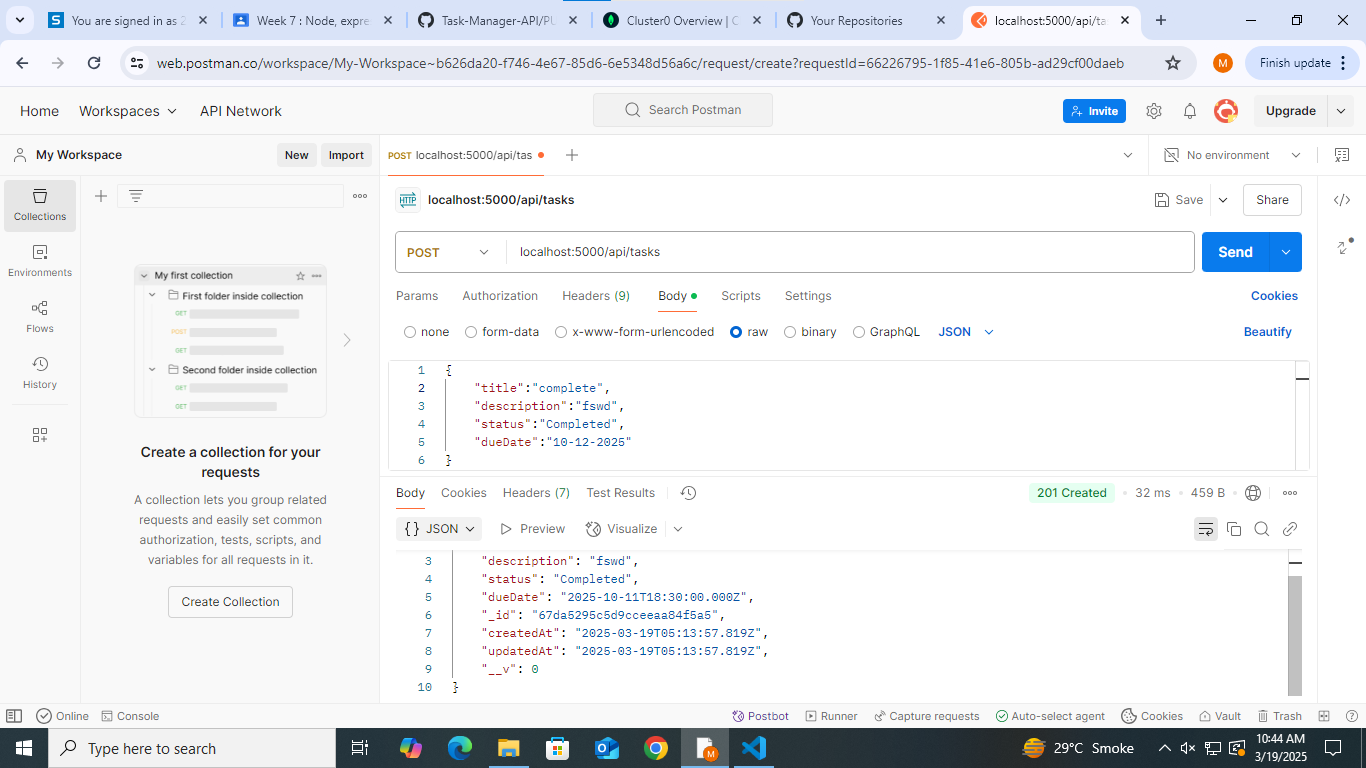 You are signed in as 2
Week 7 : Node, expre
Task-Manager-API/PU
Cluster0 Overview | C
Your Repositories
localhost:5000/api/ta
web.postman.co/workspace/My-Workspace~b626da20-f746-4e67-85d6-6e5348d56a6c/request/create?requestId=66226795-1f85-41e6-805b-ad29cf00daeb
M
Finish update
Home
Workspaces
API Network
Search Postman
Invite
Upgrade
My Workspace
New
Import
POST localhost:5000/api/tas
No environment
Collections
Environments
Flows
History
My first collection
First folder inside collection
GET
POST
GET
Second folder inside collection
GET
GET
Create a collection for your
requests
A collection lets you group related
requests and easily set common
authorization, tests, scripts, and
variables for all requests in it.
Create Collection
HTTP localhost:5000/api/tasks
Save
Share
POST
localhost:5000/api/tasks
Send
Params
Authorization
Headers (9)
Body
Scripts
Settings
Cookies
none
form-data
x-www-form-urlencoded
raw
binary
GraphQL
JSON
Beautify
1 {
2 "title":"complete",
3 "description":"fswd",
4 "status":"Completed",
5 "dueDate":"10-12-2025"
6 }
Body
Cookies
Headers (7)
Test Results
201 Created
32 ms
459 B
{} JSON
Preview
Visualize
3 "description": "fswd",
4 "status": "Completed",
5 "dueDate": "2025-10-11T18:30:00.000Z",
6 "_id": "67da5295c5d9cceeaa84f5a5",
7 "createdAt": "2025-03-19T05:13:57.819Z",
8 "updatedAt": "2025-03-19T05:13:57.819Z",
9 "__v": 0
10 }
Online
Console
Postbot
Runner
Capture requests
Auto-select agent
Cookies
Vault
Trash
Type here to search
29°C Smoke
10:44 AM
3/19/2025